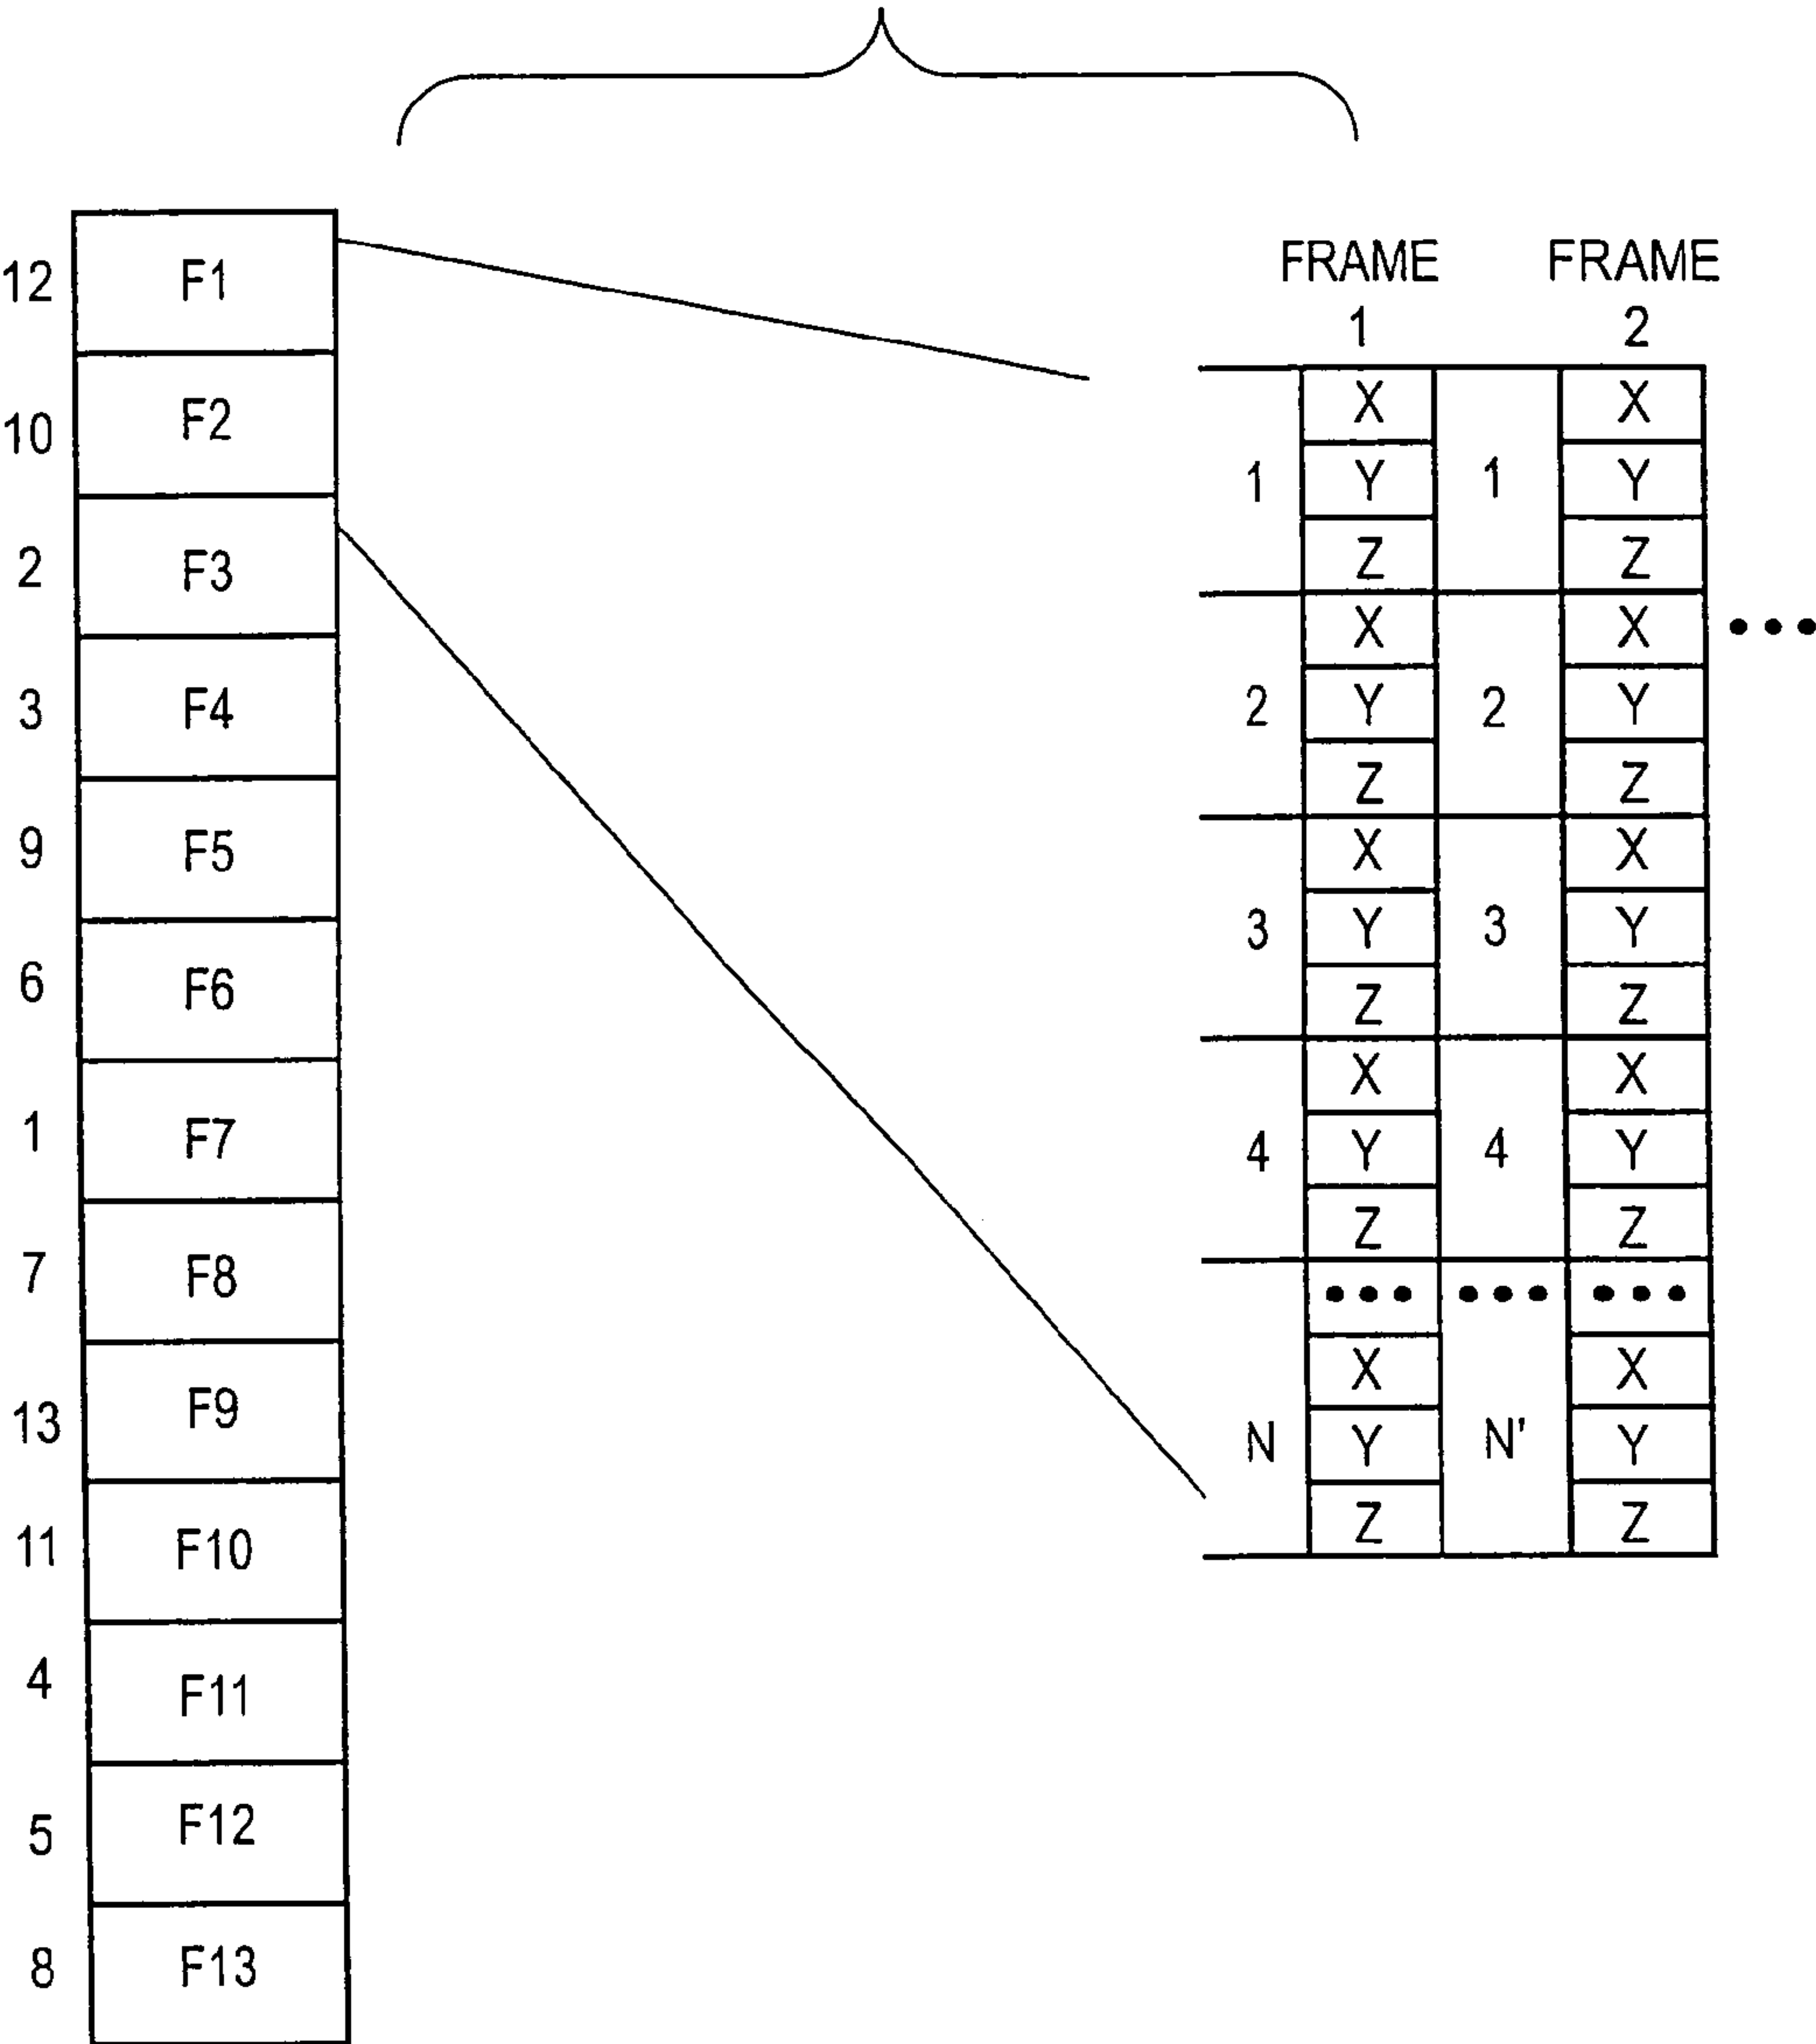 12 F1
10 F2
2 F3
3 F4
9 F5
6 F6
1 F7
7 F8
13 F9
11 F10
4 F11
5 F12
8 F13
FRAME FRAME
1 2
X X
1 Y 1 Y
Z Z
X X •••
2 Y 2 Y
Z Z
X X
3 Y 3 Y
Z Z
X X
4 Y 4 Y
Z Z
••• ••• •••
X X
N Y N' Y
Z Z